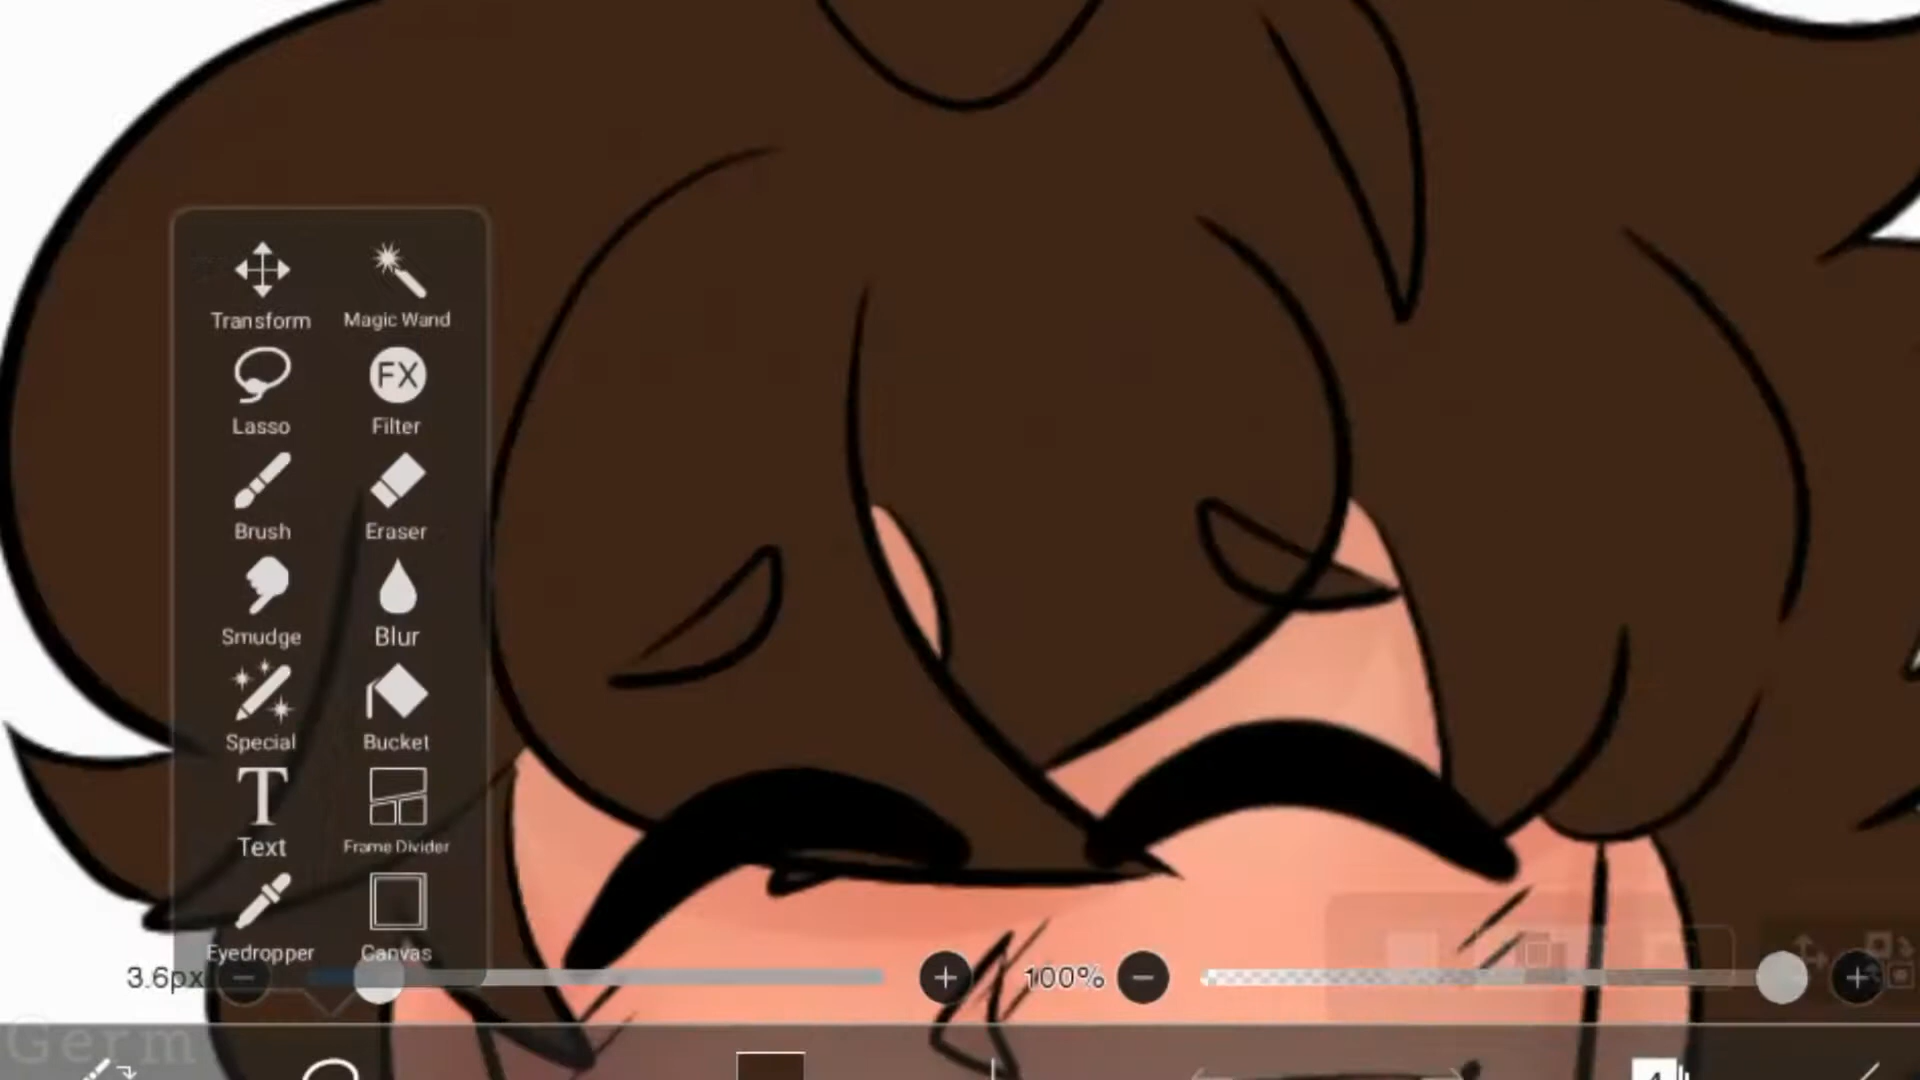 Transform Magic Wand
Lasso
FX
Filter
Brush Eraser
Smudge Blur
Special Bucket
T
Text Frame Divider
Eyedropper Canvas
3.6px
100%
Germ